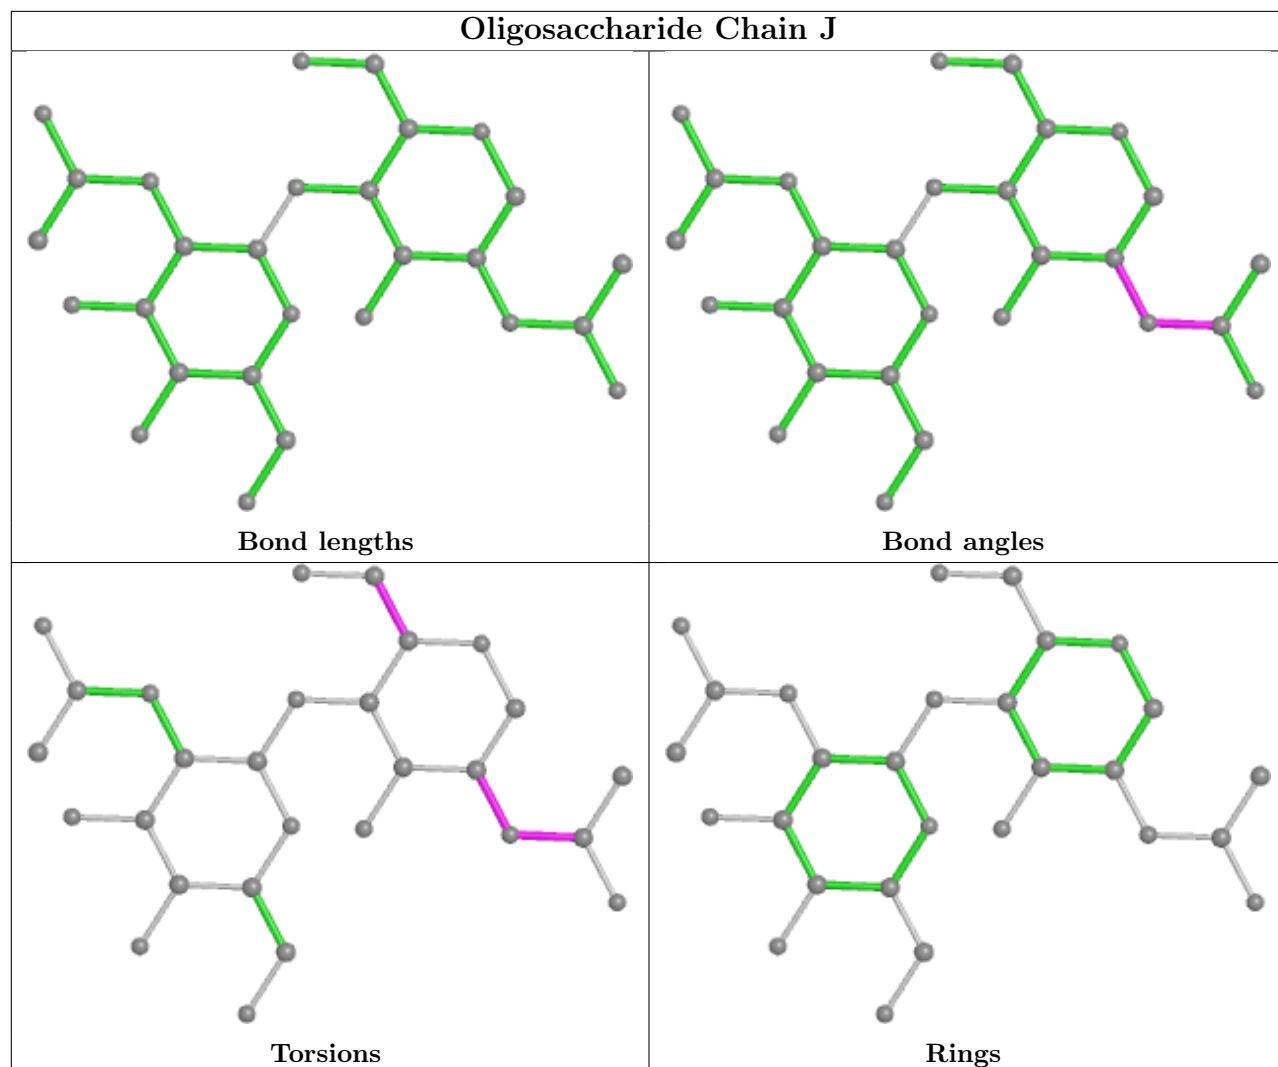 Oligosaccharide Chain J
Bond lengths
Bond angles
Torsions
Rings